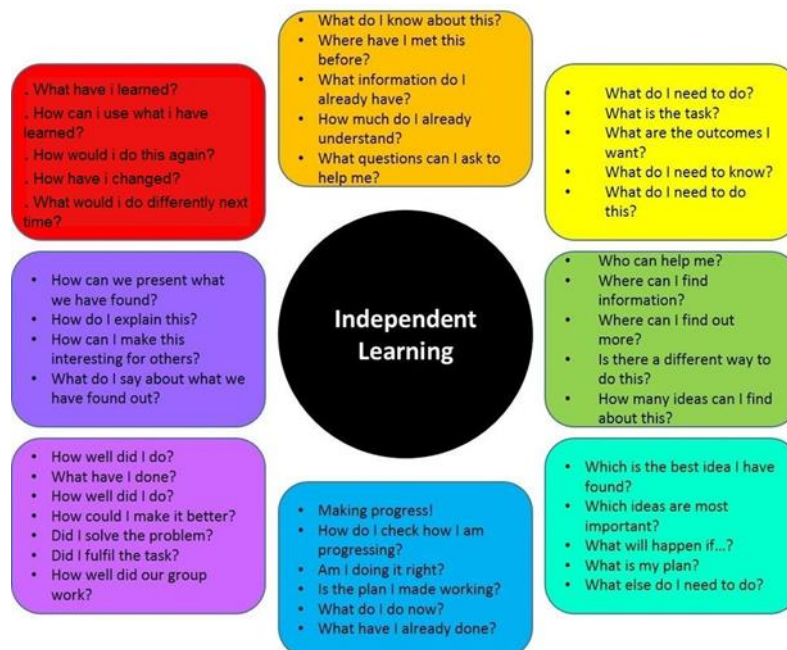 • What do I know about this?
• Where have I met this
before?
• What information do I
already have?
• How much do I already
understand?
• What questions can I ask to
help me?
• What do I need to do?
• What is the task?
• What are the outcomes I
want?
• What do I need to know?
• What do I need to do
this?
• Who can help me?
• Where can I find
information?
• Where can I find out
more?
• Is there a different way to
do this?
• How many ideas can I find
about this?
• Which is the best idea I have
found?
• Which ideas are most
important?
• What will happen if...?
• What is my plan?
• What else do I need to do?
• Making progress!
• How do I check how I am
progressing?
• Am I doing it right?
• Is the plan I made working?
• What do I do now?
• What have I already done?
• How well did I do?
• What have I done?
• How well did I do?
• How could I make it better?
• Did I solve the problem?
• Did I fulfil the task?
• How well did our group
work?
• How can we present what
we have found?
• How do I explain this?
• How can I make this
interesting for others?
• What do I say about what we
have found out?
. What have i learned?
. How can i use what i have
learned?
. How would i do this again?
. How have i changed?
. What would i do differently next
time?
Independent
Learning